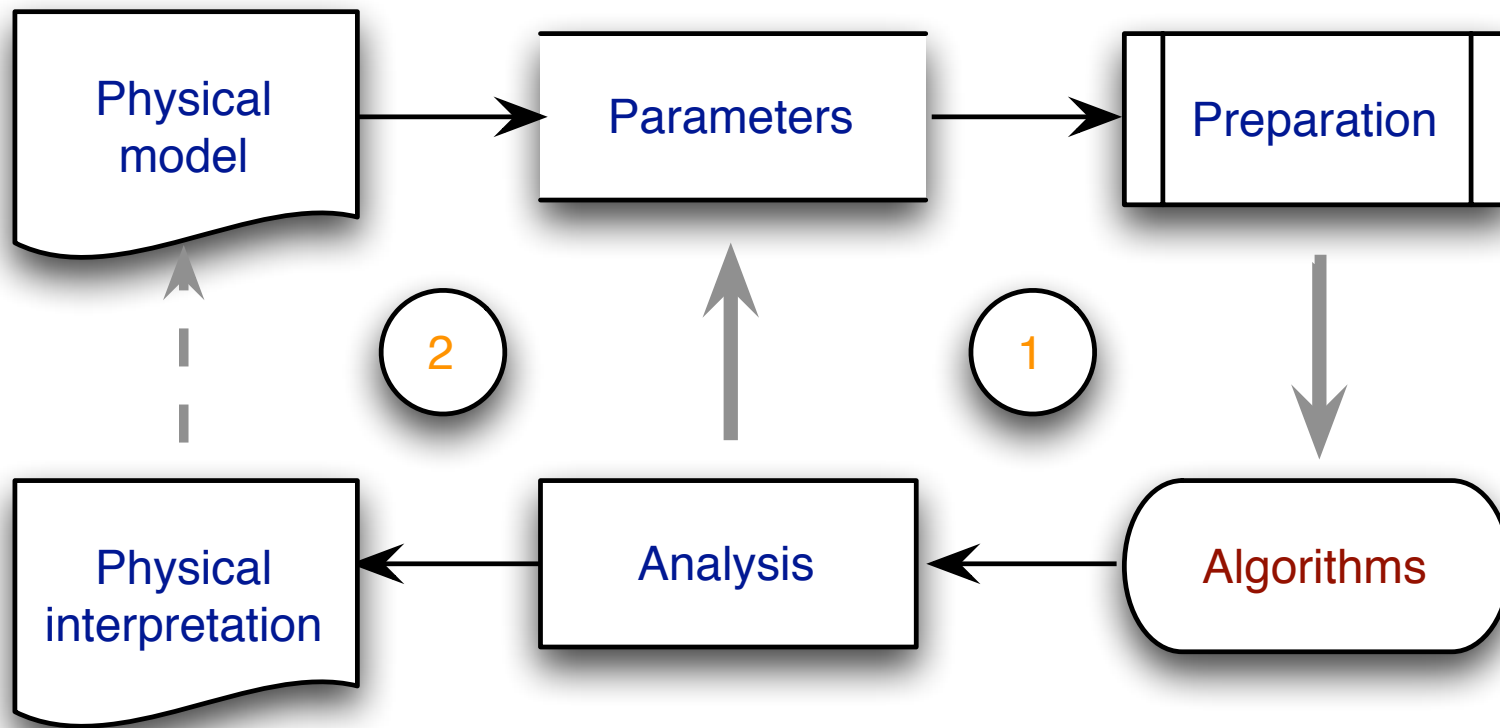 Physical
model
Parameters
Preparation
2
1
Physical
interpretation
Analysis
Algorithms